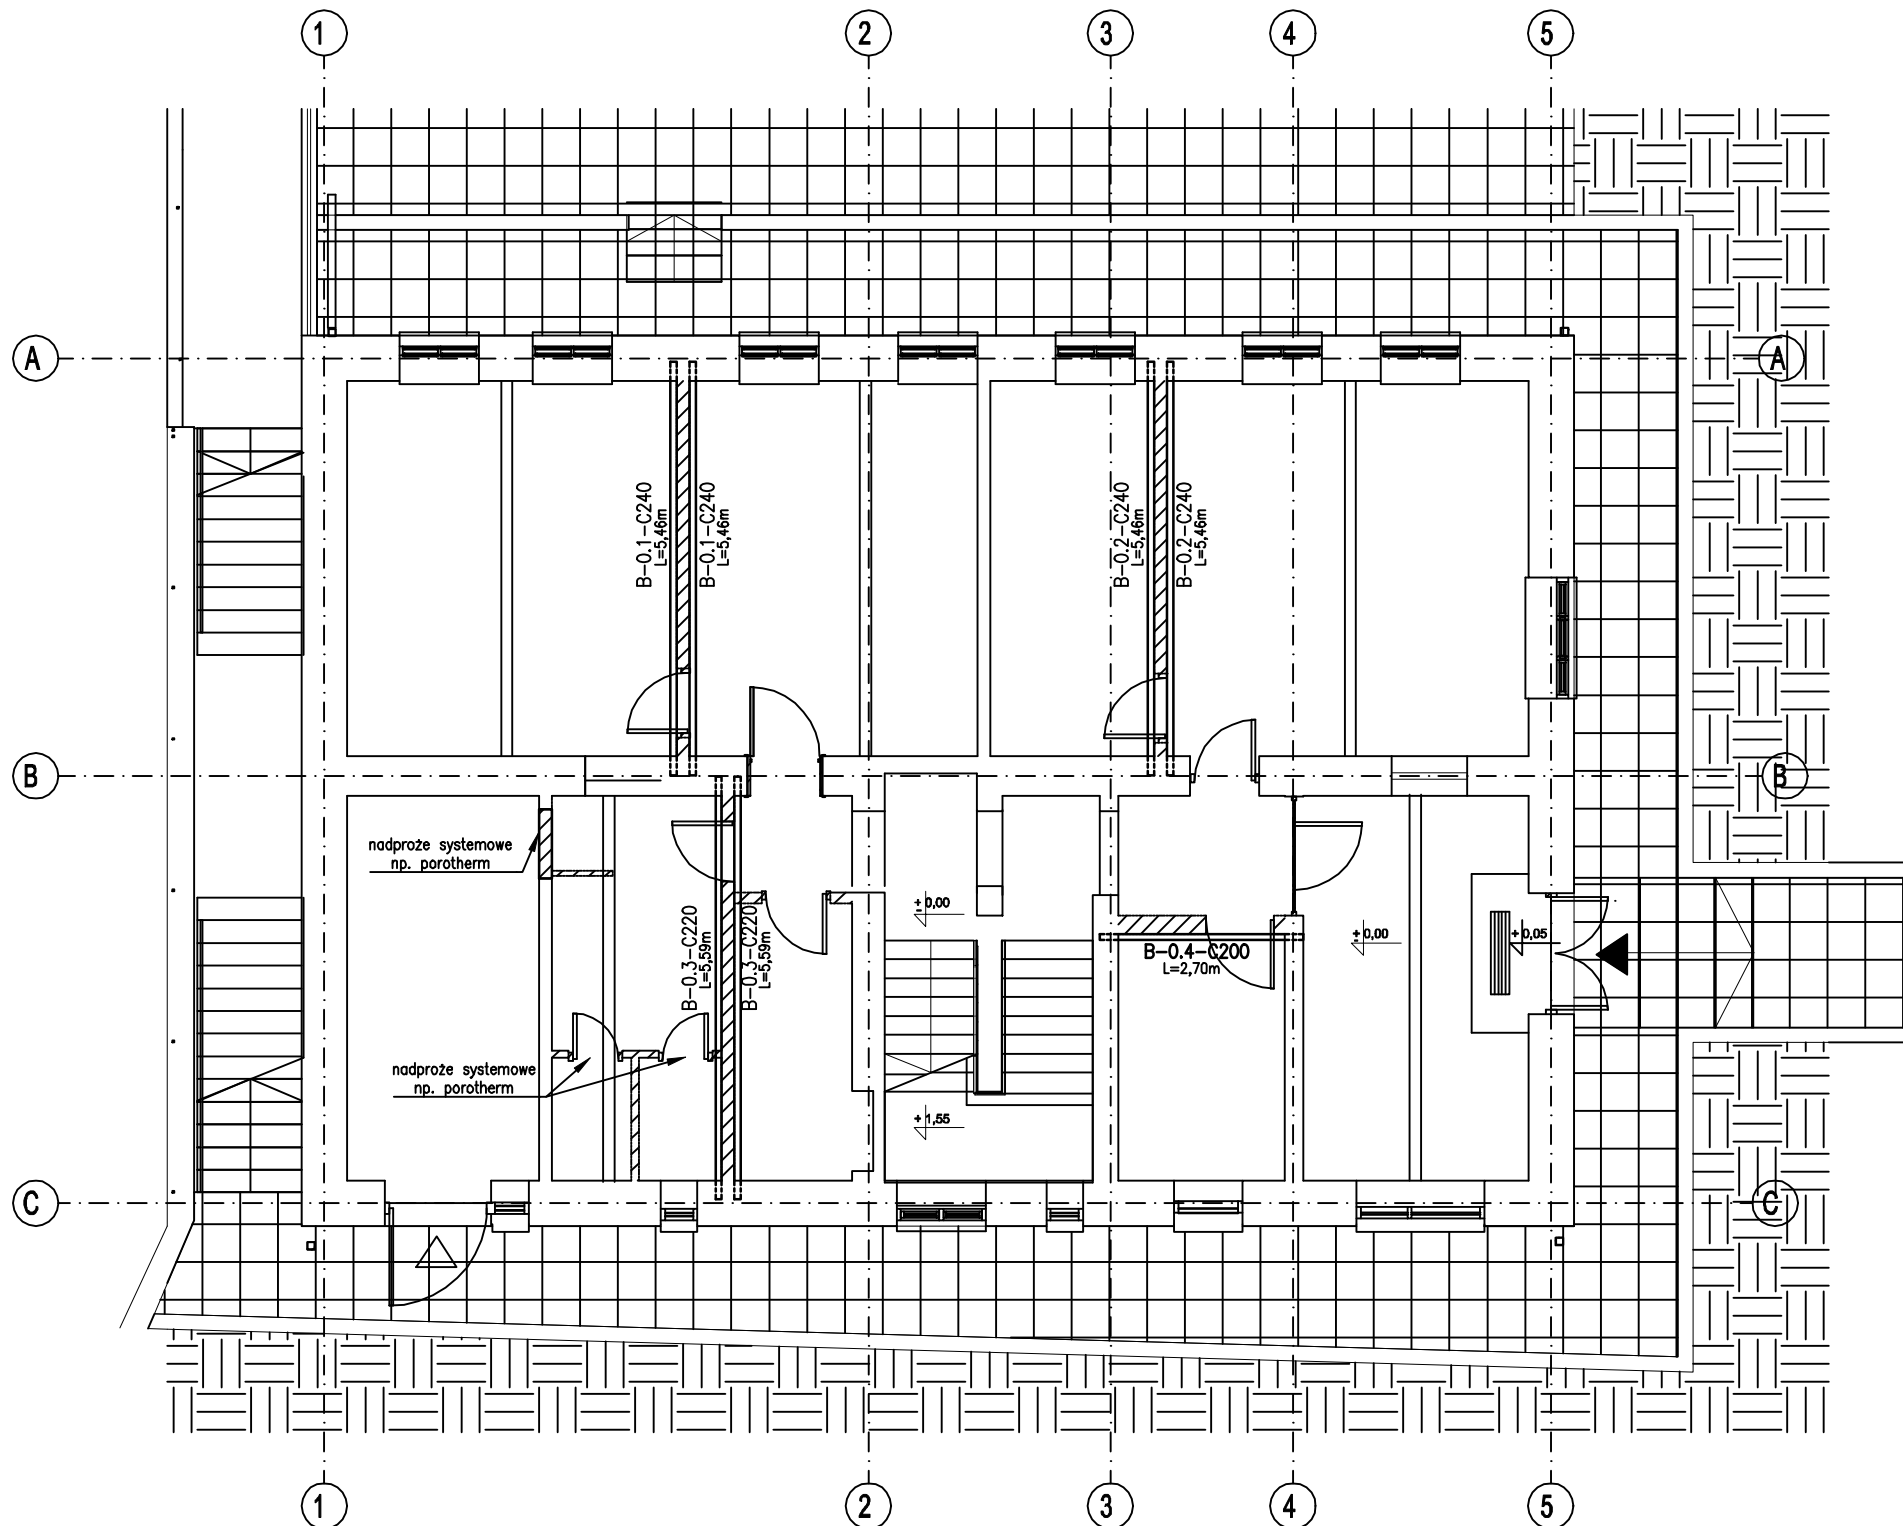 1 2 3 4 5
A A
B-0.1-C240
L=5,46m
B-0.1-C240
L=5,46m
B-0.2-C240
L=5,46m
B-0.2-C240
L=5,46m
B B
nadproże systemowe
np. porotherm
± 0,00
± 0,00
+ 0,05
B-0.3-C220
L=5,59m
B-0.3-C220
L=5,59m
B-0.4-C200
L=2,70m
nadproże systemowe
np. porotherm
+ 1,55
C C
1 2 3 4 5